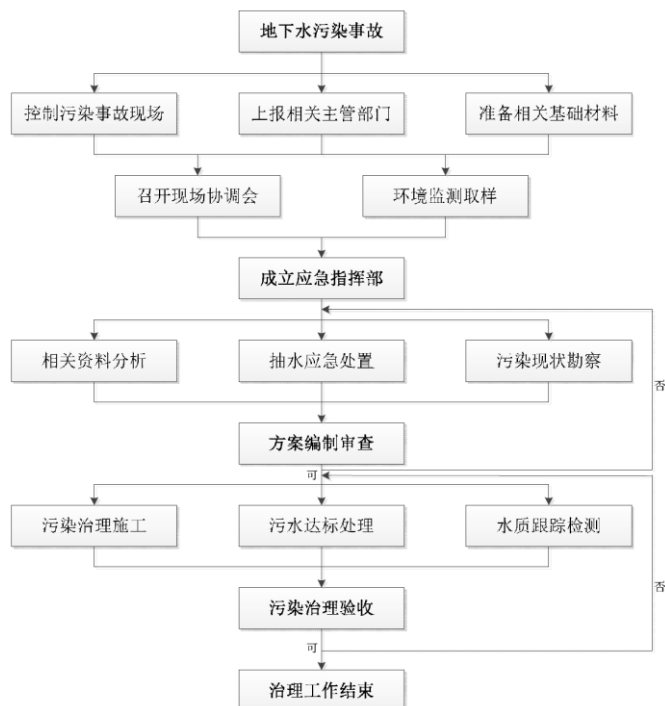 地下水污染事故
控制污染事故现场
上报相关主管部门
准备相关基础材料
召开现场协调会
环境监测取样
成立应急指挥部
相关资料分析
抽水应急处置
污染现状勘察
否
方案编制审查
可
污染治理施工
污水达标处理
水质跟踪检测
否
污染治理验收
可
治理工作结束